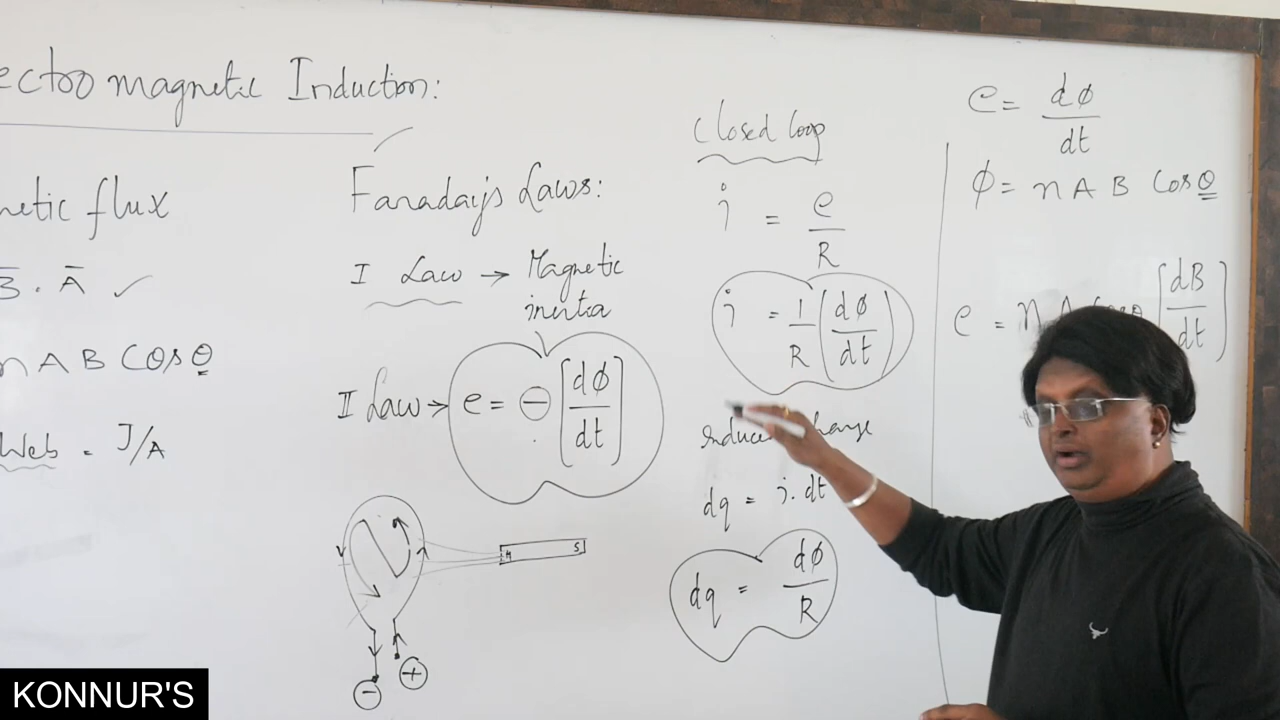 ectro magnetic Induction:
netic flux
B̅ . A̅ ✓
n A B Cos θ
Web = J/A
Faraday's Laws:
I Law → Magnetic
inertia
II Law → e = ⊖ [dφ/dt]
N S
−
+
Closed loop
i = e/R
i = 1/R (dφ/dt)
dq = i . dt
dq = dφ/R
e = dφ/dt
φ = n A B Cos θ
e = n A Cos θ [dB/dt]
KONNUR'S